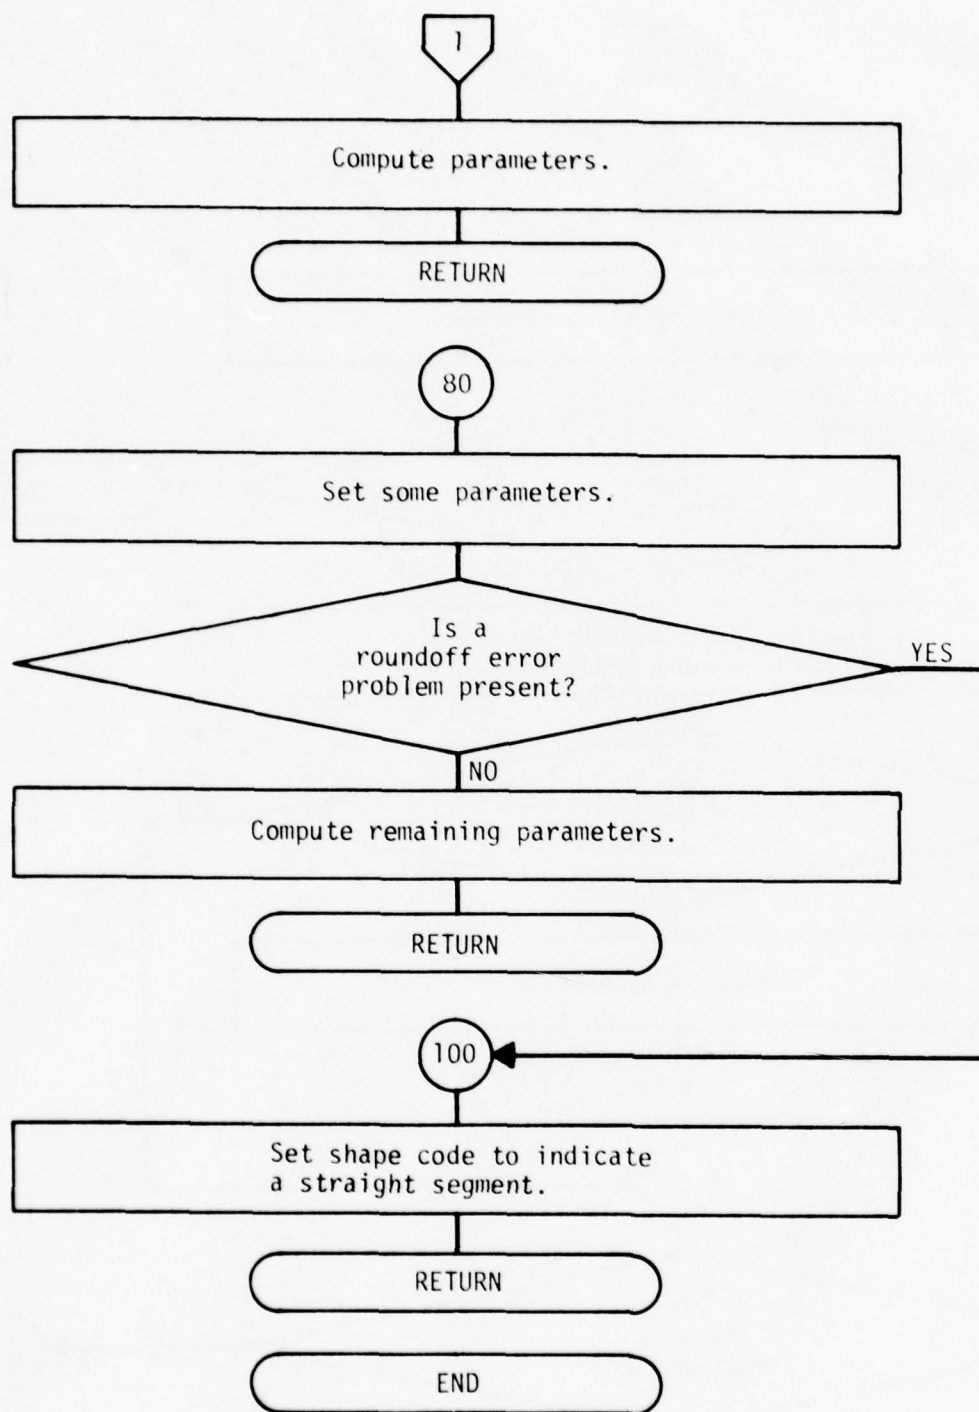 1
Compute parameters.
RETURN
80
Set some parameters.
Is a
roundoff error
problem present?
YES
NO
Compute remaining parameters.
RETURN
100
Set shape code to indicate
a straight segment.
RETURN
END